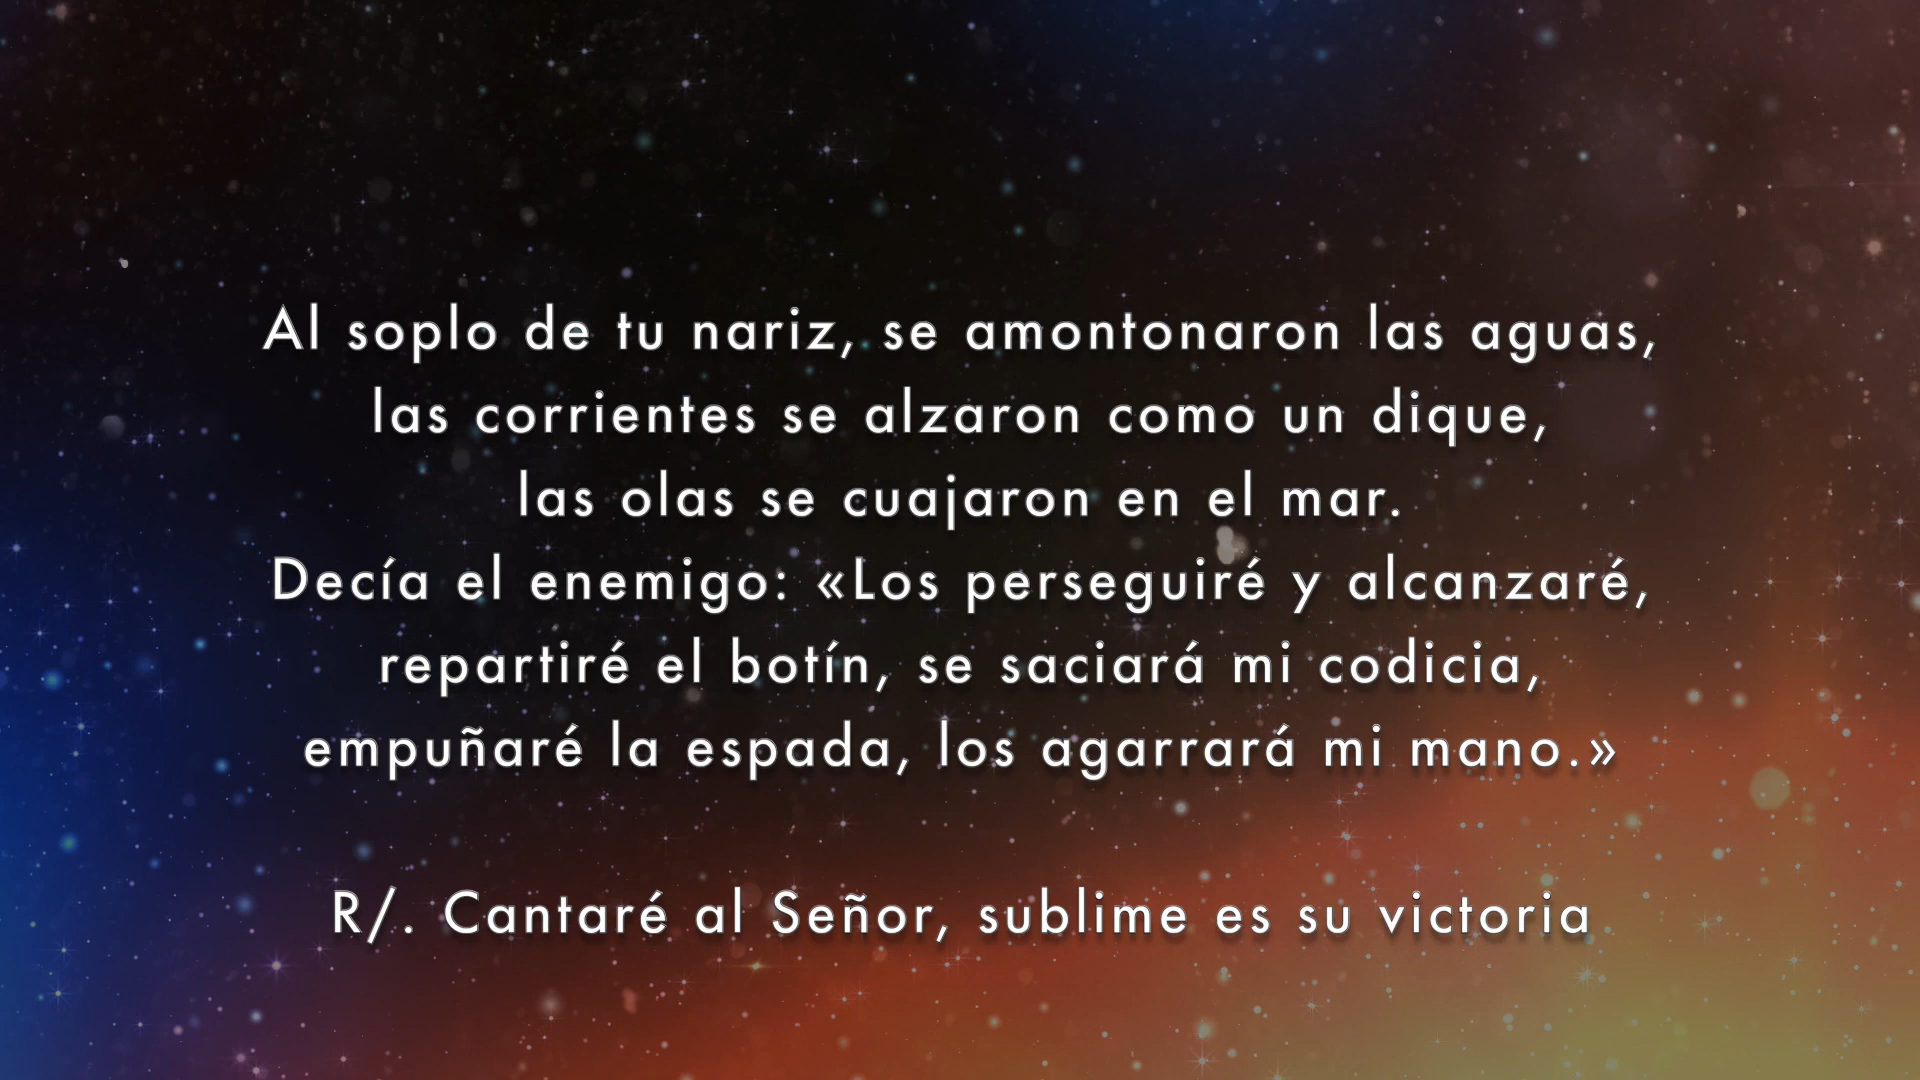 Al soplo de tu nariz, se amontonaron las aguas,
las corrientes se alzaron como un dique,
las olas se cuajaron en el mar.
Decía el enemigo: «Los perseguiré y alcanzaré,
repartiré el botín, se saciará mi codicia,
empuñaré la espada, los agarrará mi mano.»
R/. Cantaré al Señor, sublime es su victoria